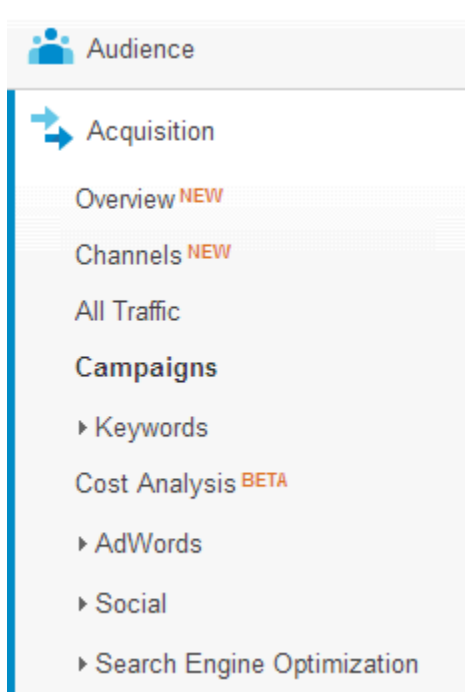 Audience
Acquisition
Overview NEW
Channels NEW
All Traffic
Campaigns
Keywords
Cost Analysis BETA
AdWords
Social
Search Engine Optimization